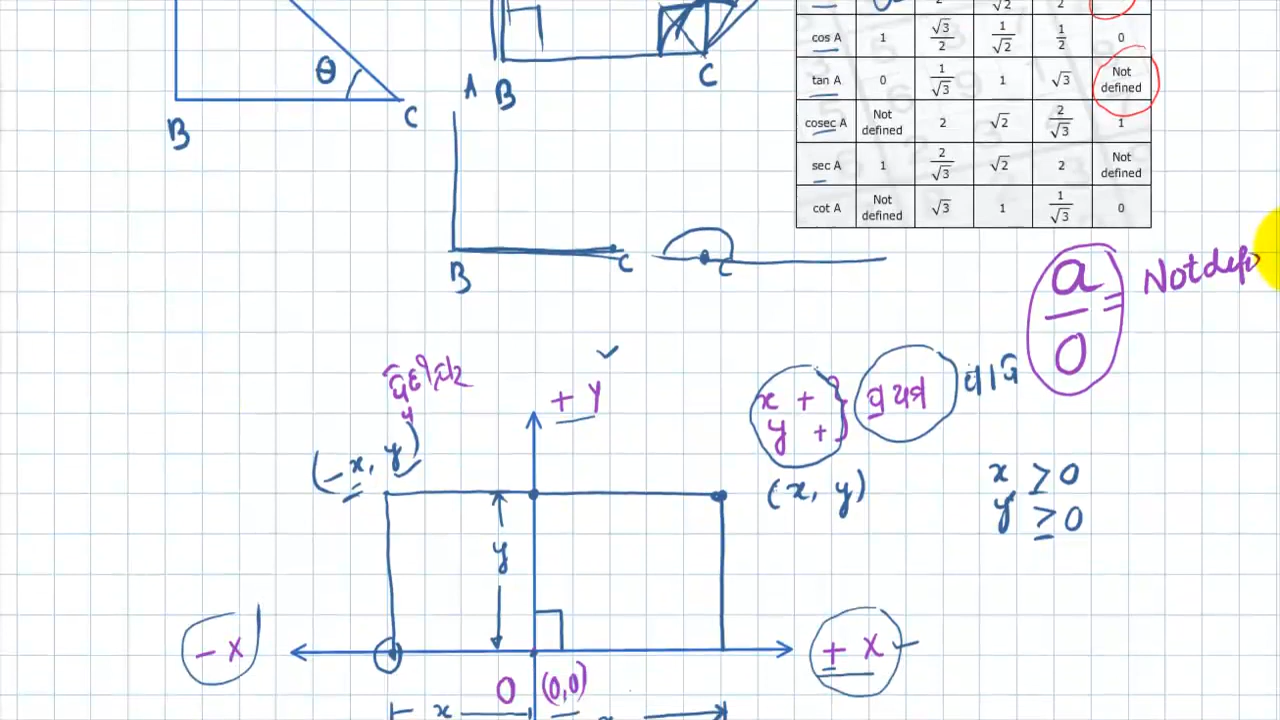 θ
B
C
A B
C
B
C
C
cos A 1 √3/2 1/√2 1/2 0
tan A 0 1/√3 1 √3 Not defined
cosec A Not defined 2 √2 2/√3 1
sec A 1 2/√3 √2 2 Not defined
cot A Not defined √3 1 1/√3 0
a/0 = Not defi
+ Y
x +
y +
(-x, y)
(x, y)
x ≥ 0
y ≥ 0
y
- X
+ X
O (0,0)
x